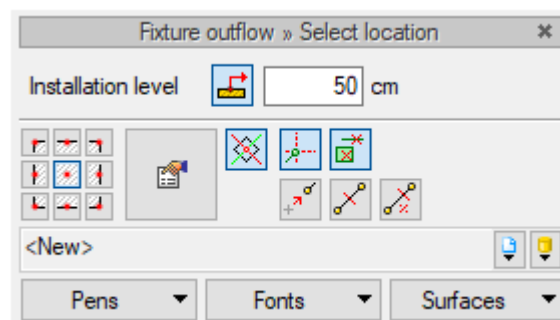 Fixture outflow » Select location
Installation level 50 cm
<New>
Pens Fonts Surfaces